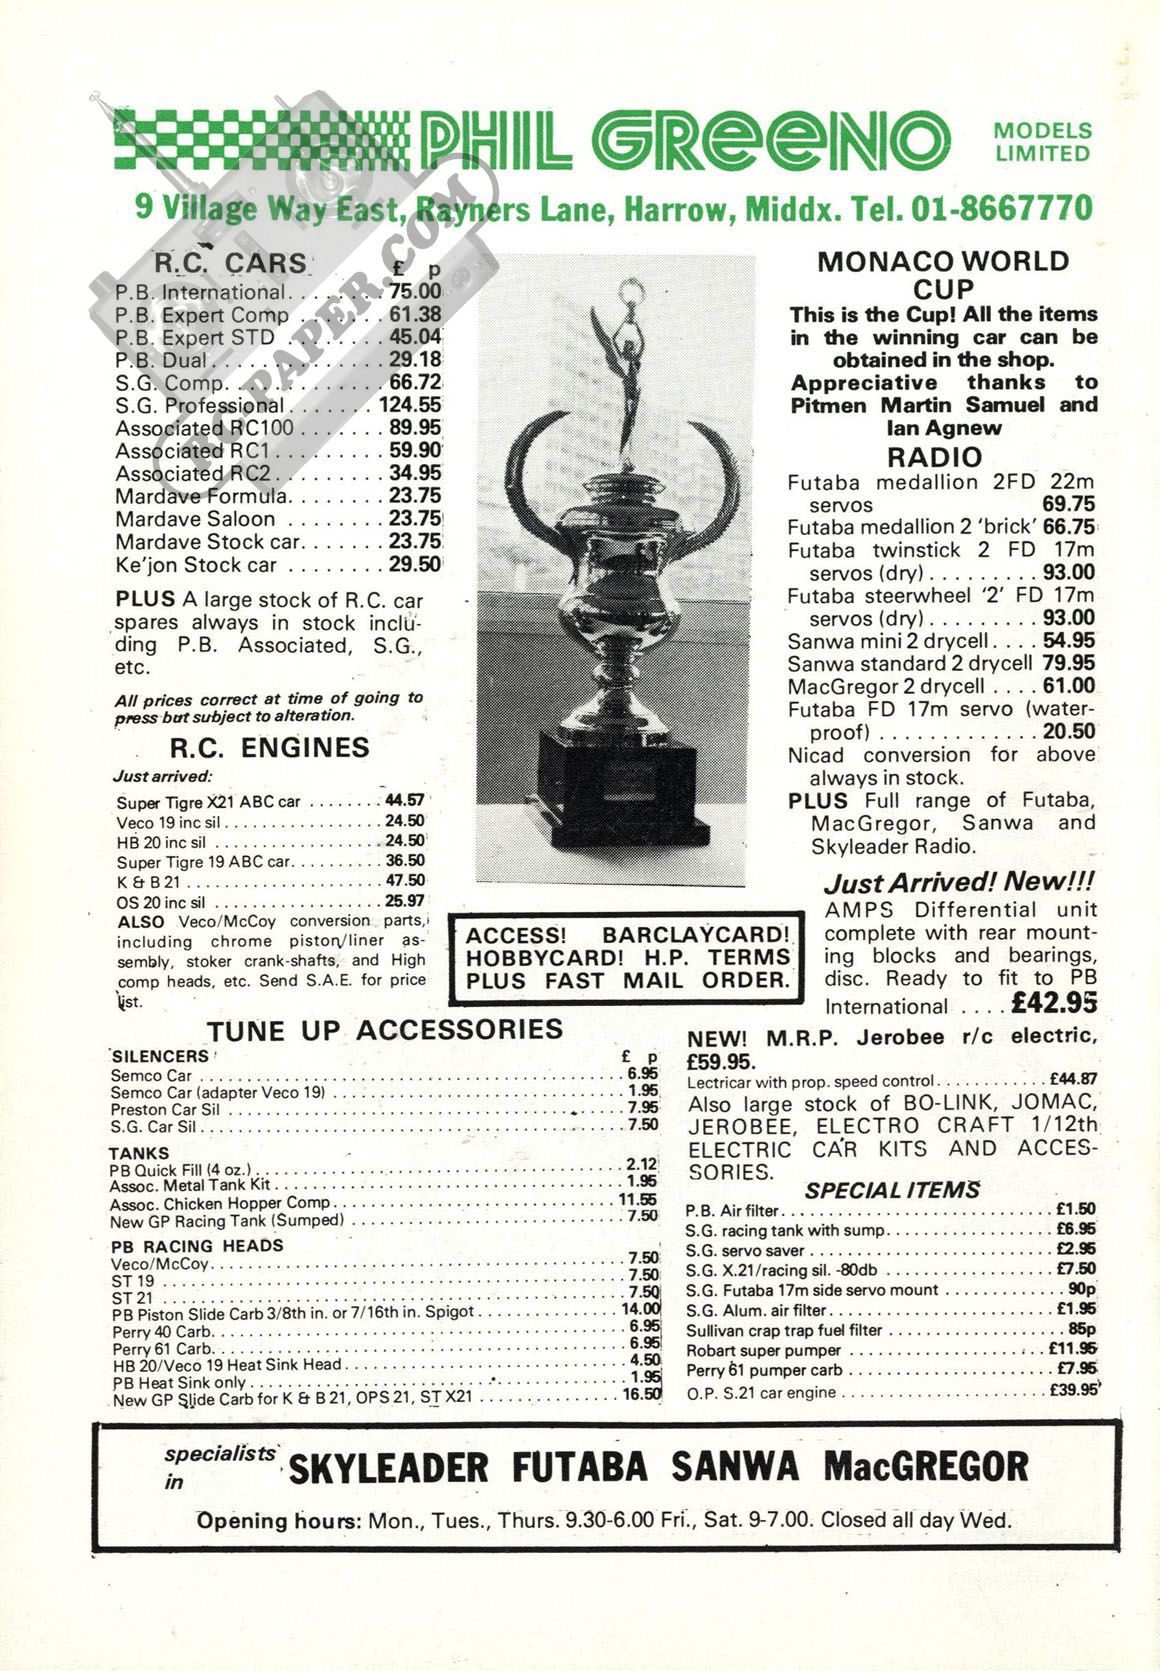 PHIL GREENO MODELS LIMITED
9 Village Way East, Rayners Lane, Harrow, Middx. Tel. 01-8667770
RCPAPER.COM
R.C. CARS £ p
P.B. International. . . . . . . . 75.00
P.B. Expert Comp . . . . . . . 61.38
P.B. Expert STD . . . . . . . . 45.04
P.B. Dual. . . . . . . . . . . . . 29.18
S.G. Comp. . . . . . . . . . . . 66.72
S.G. Professional . . . . . . . 124.55
Associated RC100 . . . . . . . 89.95
Associated RC1 . . . . . . . . . 59.90
Associated RC2 . . . . . . . . . 34.95
Mardave Formula. . . . . . . . 23.75
Mardave Saloon . . . . . . . . 23.75
Mardave Stock car. . . . . . . 23.75
Ke'jon Stock car . . . . . . . . 29.50
PLUS A large stock of R.C. car
spares always in stock inclu-
ding P.B. Associated, S.G.,
etc.
All prices correct at time of going to
press but subject to alteration.
R.C. ENGINES
Just arrived:
Super Tigre X21 ABC car . . . . . . . . 44.57
Veco 19 inc sil . . . . . . . . . . . . . . . . 24.50
HB 20 inc sil . . . . . . . . . . . . . . . . . 24.50
Super Tigre 19 ABC car. . . . . . . . . . 36.50
K & B 21 . . . . . . . . . . . . . . . . . . . . 47.50
OS 20 inc sil . . . . . . . . . . . . . . . . . 25.97
ALSO Veco/McCoy conversion parts,
including chrome piston/liner as-
sembly, stoker crank-shafts, and High
comp heads, etc. Send S.A.E. for price
list.
ACCESS! BARCLAYCARD!
HOBBYCARD! H.P. TERMS
PLUS FAST MAIL ORDER.
MONACO WORLD
CUP
This is the Cup! All the items
in the winning car can be
obtained in the shop.
Appreciative thanks to
Pitmen Martin Samuel and
Ian Agnew
RADIO
Futaba medallion 2FD 22m
servos 69.75
Futaba medallion 2 'brick' 66.75
Futaba twinstick 2 FD 17m
servos (dry) . . . . . . . . . 93.00
Futaba steerwheel '2' FD 17m
servos (dry) . . . . . . . . . 93.00
Sanwa mini 2 drycell. . . . 54.95
Sanwa standard 2 drycell 79.95
MacGregor 2 drycell . . . . 61.00
Futaba FD 17m servo (water-
proof) . . . . . . . . . . . . . 20.50
Nicad conversion for above
always in stock.
PLUS Full range of Futaba,
MacGregor, Sanwa and
Skyleader Radio.
Just Arrived! New!!!
AMPS Differential unit
complete with rear mount-
ing blocks and bearings,
disc. Ready to fit to PB
International . . . . £42.95
TUNE UP ACCESSORIES
SILENCERS £ p
Semco Car . . . . . . . . . . . . . . . . . . . . 6.95
Semco Car (adapter Veco 19) . . . . . . . . . . 1.95
Preston Car Sil . . . . . . . . . . . . . . . . . . 7.95
S.G. Car Sil . . . . . . . . . . . . . . . . . . . . 7.50
TANKS
PB Quick Fill (4 oz.) . . . . . . . . . . . . . . . 2.12
Assoc. Metal Tank Kit . . . . . . . . . . . . . . 1.95
Assoc. Chicken Hopper Comp . . . . . . . . . . 11.55
New GP Racing Tank (Sumped) . . . . . . . . . 7.50
PB RACING HEADS
Veco/McCoy. . . . . . . . . . . . . . . . . . . . 7.50
ST 19 . . . . . . . . . . . . . . . . . . . . . . . . 7.50
ST 21 . . . . . . . . . . . . . . . . . . . . . . . . 7.50
PB Piston Slide Carb 3/8th in. or 7/16th in. Spigot . . . . . . . . 14.00
Perry 40 Carb. . . . . . . . . . . . . . . . . . . . 6.95
Perry 61 Carb. . . . . . . . . . . . . . . . . . . . 6.95
HB 20/Veco 19 Heat Sink Head . . . . . . . . . 4.50
PB Heat Sink only . . . . . . . . . . . . . . . . . 1.95
New GP Slide Carb for K & B 21, OPS 21, ST X21 . . . . . . . . 16.50
NEW! M.R.P. Jerobee r/c electric,
£59.95.
Lectricar with prop. speed control. . . . . . . . . . . £44.87
Also large stock of BO-LINK, JOMAC,
JEROBEE, ELECTRO CRAFT 1/12th
ELECTRIC CAR KITS AND ACCES-
SORIES.
SPECIAL ITEMS
P.B. Air filter. . . . . . . . . . . . . . . . . . . £1.50
S.G. racing tank with sump. . . . . . . . . . . £6.95
S.G. servo saver . . . . . . . . . . . . . . . . . £2.95
S.G. X.21/racing sil. -80db . . . . . . . . . . . £7.50
S.G. Futaba 17m side servo mount . . . . . . . 90p
S.G. Alum. air filter. . . . . . . . . . . . . . . £1.95
Sullivan crap trap fuel filter . . . . . . . . . . . 85p
Robart super pumper . . . . . . . . . . . . . . £11.95
Perry 61 pumper carb . . . . . . . . . . . . . . £7.95
O.P. S.21 car engine . . . . . . . . . . . . . . . £39.95
specialists in SKYLEADER FUTABA SANWA MacGREGOR
Opening hours: Mon., Tues., Thurs. 9.30-6.00 Fri., Sat. 9-7.00. Closed all day Wed.